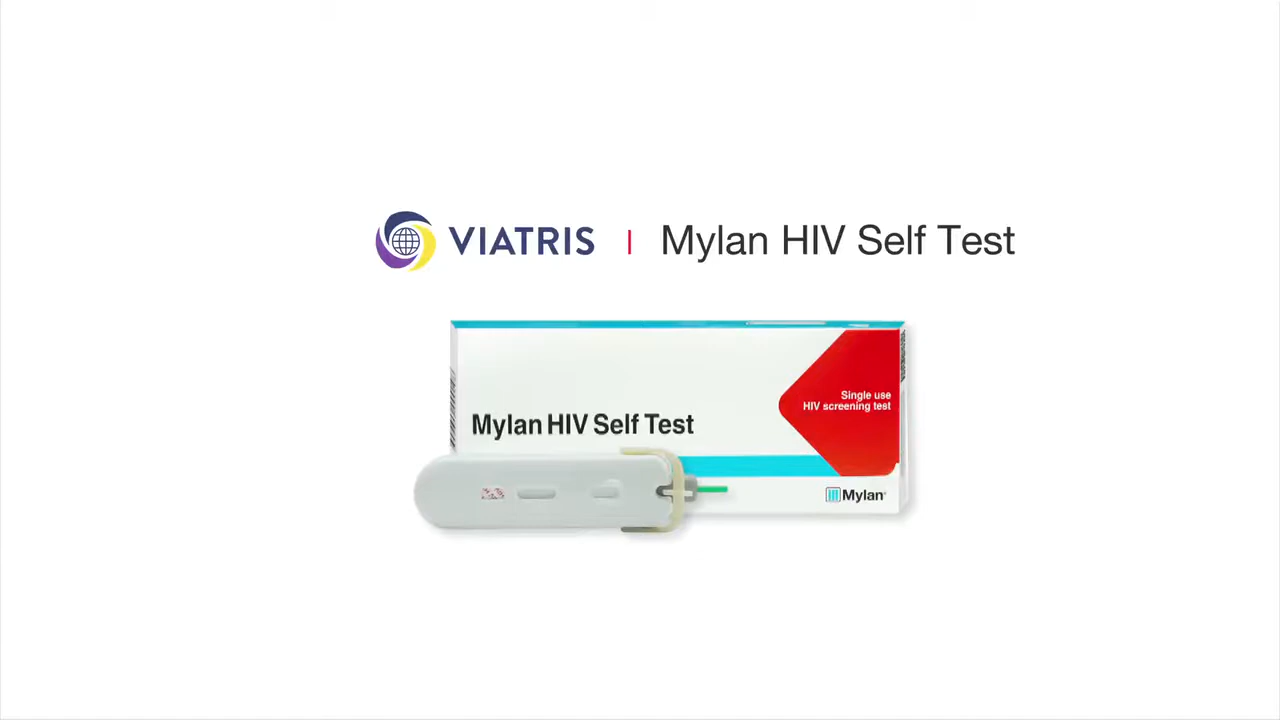 VIATRIS | Mylan HIV Self Test
Single use
HIV screening test
Mylan HIV Self Test
Mylan